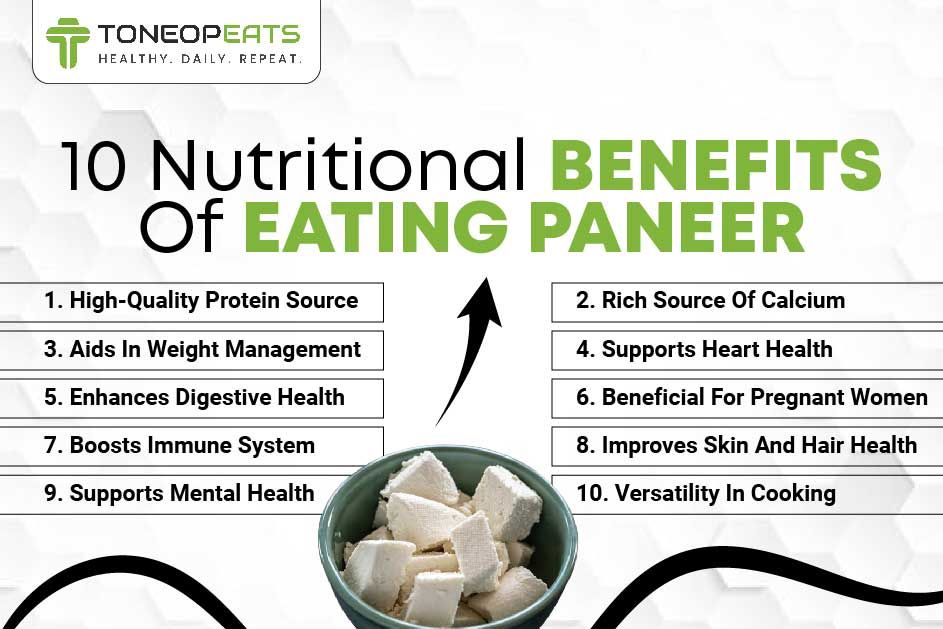 TONEOPEATS
HEALTHY. DAILY. REPEAT.
10 Nutritional BENEFITS
Of EATING PANEER
1. High-Quality Protein Source
2. Rich Source Of Calcium
3. Aids In Weight Management
4. Supports Heart Health
5. Enhances Digestive Health
6. Beneficial For Pregnant Women
7. Boosts Immune System
8. Improves Skin And Hair Health
9. Supports Mental Health
10. Versatility In Cooking